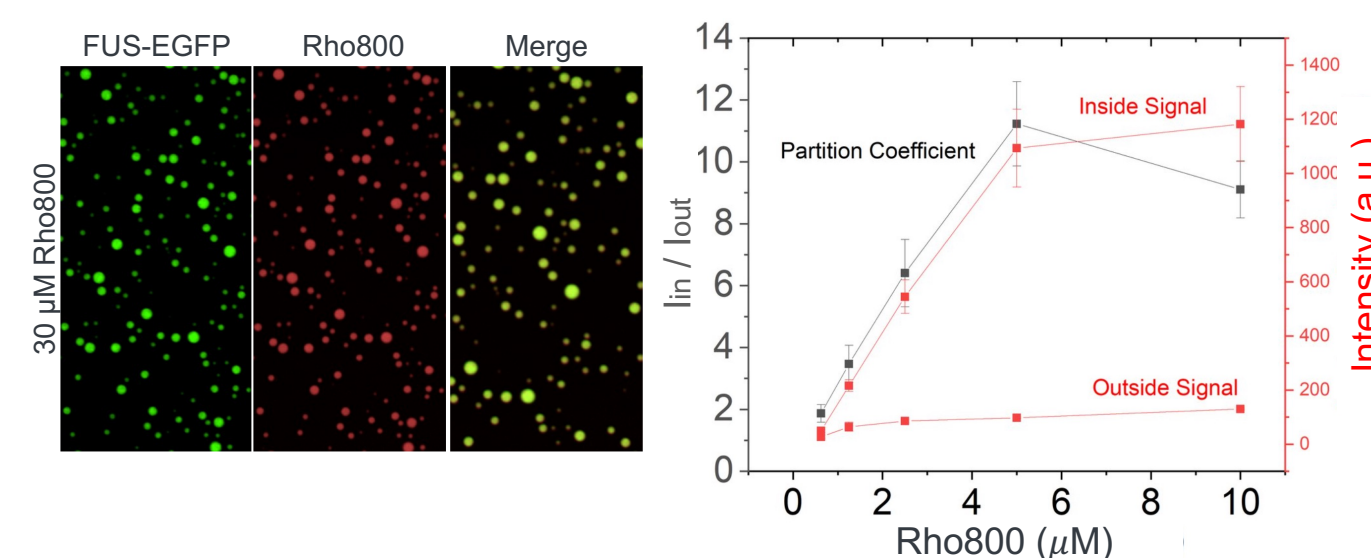 FUS-EGFP Rho800 Merge
30 µM Rho800
14
12
10
8
6
4
2
0
Iin / Iout
Partition Coefficient
Inside Signal
Outside Signal
0 2 4 6 8 10
Rho800 (µM)
1400
1200
1000
800
600
400
200
0
Intensity (a.u.)